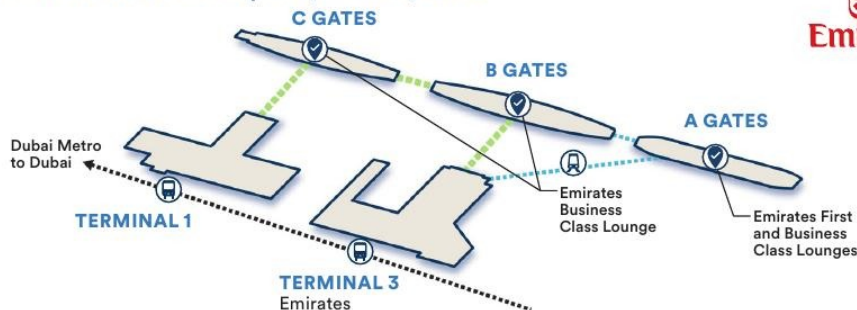 C GATES
Emi
B GATES
A GATES
Dubai Metro
to Dubai
TERMINAL 1
Emirates
Business
Class Lounge
Emirates First
and Business
Class Lounges
TERMINAL 3
Emirates